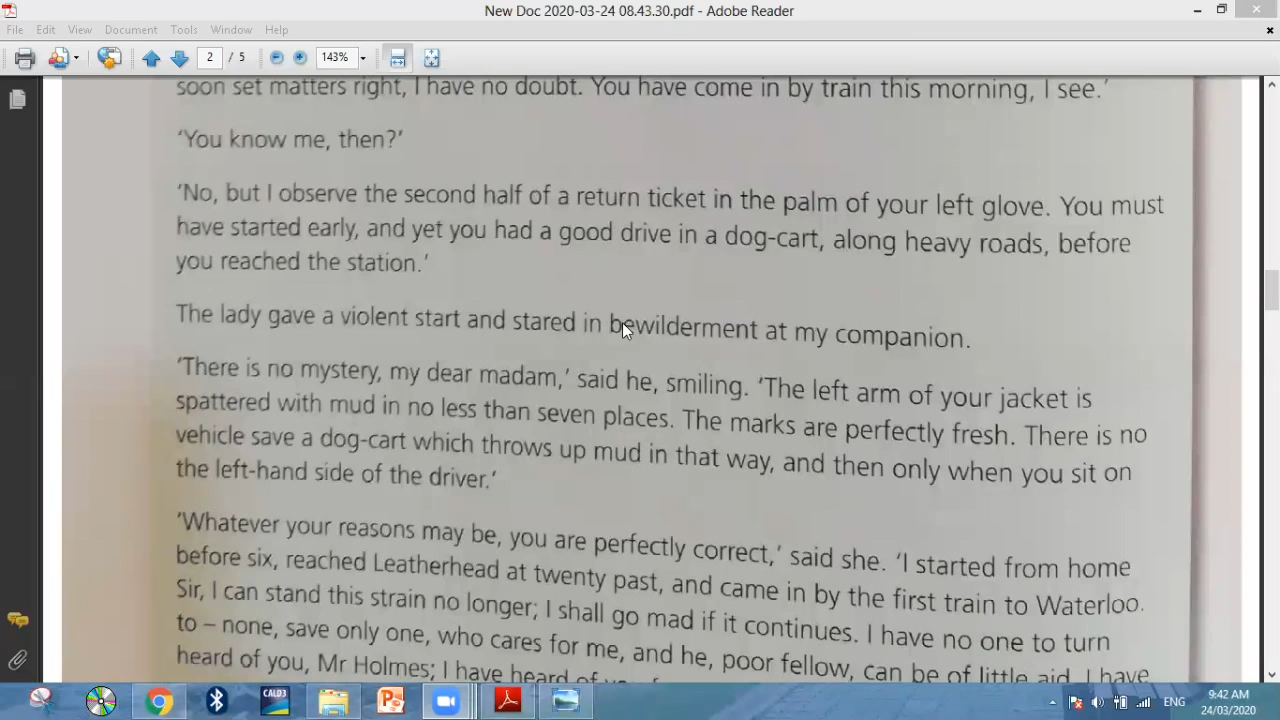 New Doc 2020-03-24 08.43.30.pdf - Adobe Reader
File Edit View Document Tools Window Help
2 / 5 143%
soon set matters right, I have no doubt. You have come in by train this morning, I see.’
‘You know me, then?’
‘No, but I observe the second half of a return ticket in the palm of your left glove. You must
have started early, and yet you had a good drive in a dog-cart, along heavy roads, before
you reached the station.’
The lady gave a violent start and stared in bewilderment at my companion.
‘There is no mystery, my dear madam,’ said he, smiling. ‘The left arm of your jacket is
spattered with mud in no less than seven places. The marks are perfectly fresh. There is no
vehicle save a dog-cart which throws up mud in that way, and then only when you sit on
the left-hand side of the driver.’
‘Whatever your reasons may be, you are perfectly correct,’ said she. ‘I started from home
before six, reached Leatherhead at twenty past, and came in by the first train to Waterloo.
Sir, I can stand this strain no longer; I shall go mad if it continues. I have no one to turn
to – none, save only one, who cares for me, and he, poor fellow, can be of little aid. I have
heard of you, Mr Holmes; I have heard of
CALD3
ENG
9:42 AM
24/03/2020